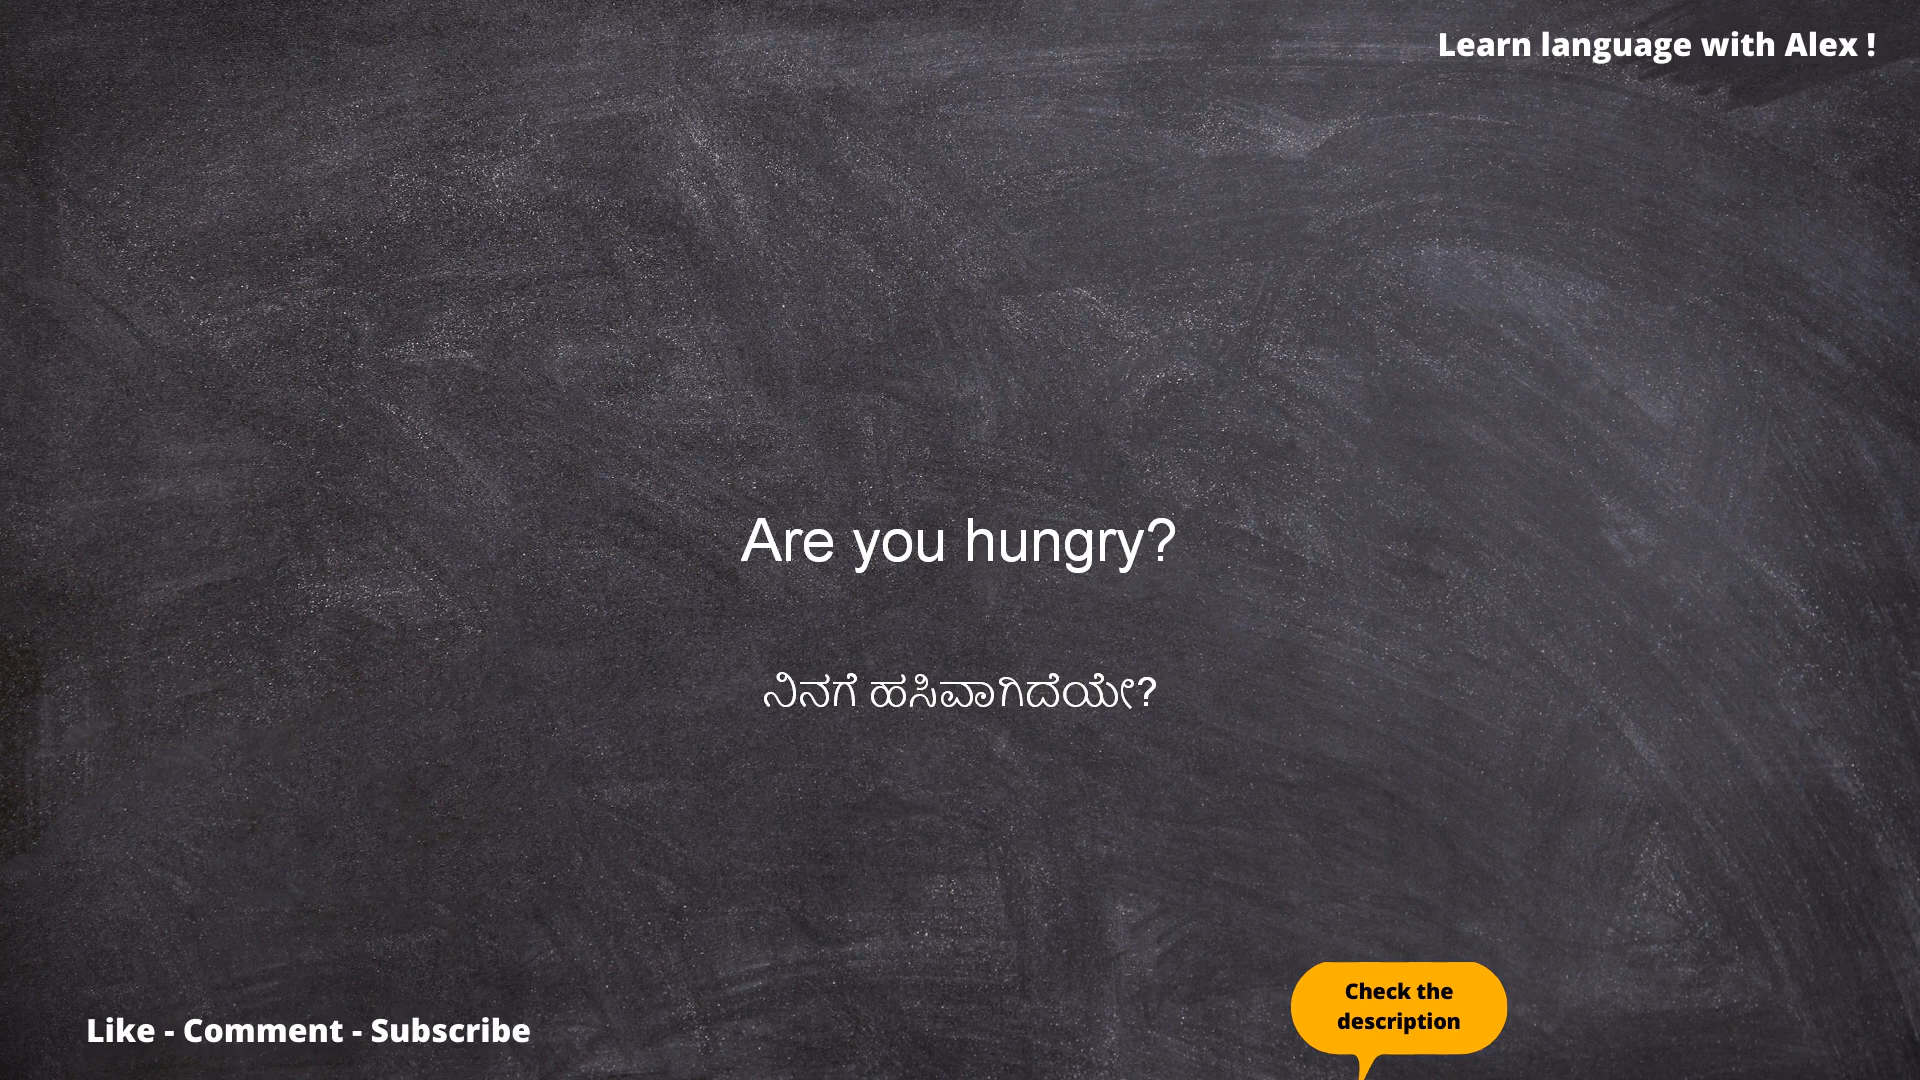 Learn language with Alex !
Are you hungry?
ನಿನಗೆ ಹಸಿವಾಗಿದೆಯೇ?
Check the
description
Like - Comment - Subscribe